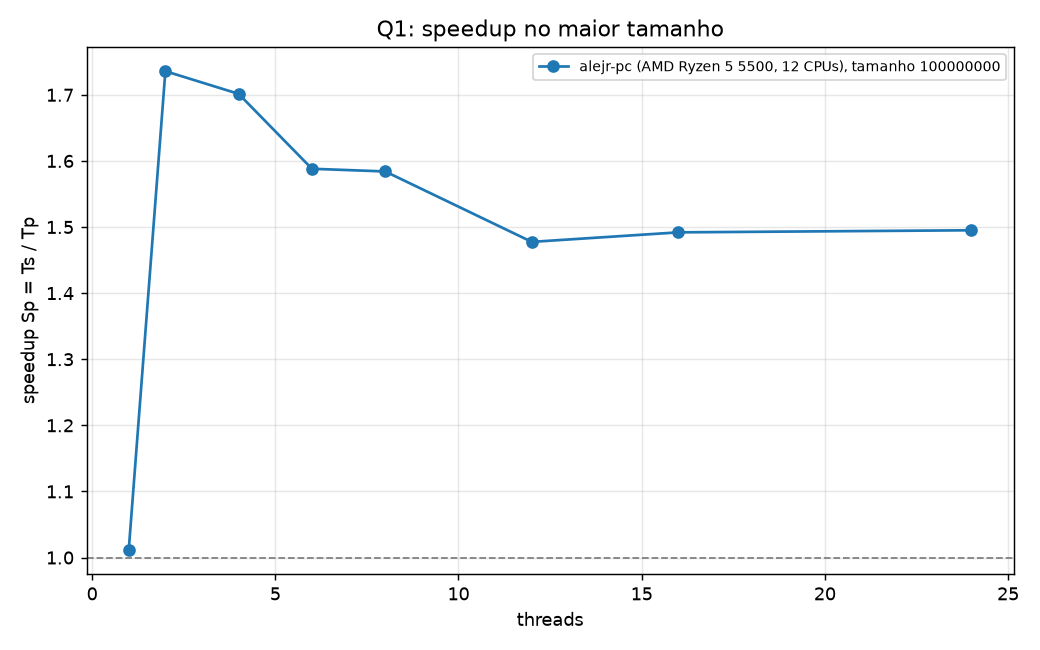 Q1: speedup no maior tamanho
alejr-pc (AMD Ryzen 5 5500, 12 CPUs), tamanho 100000000
speedup Sp = Ts / Tp
1.7
1.6
1.5
1.4
1.3
1.2
1.1
1.0
0 5 10 15 20 25
threads